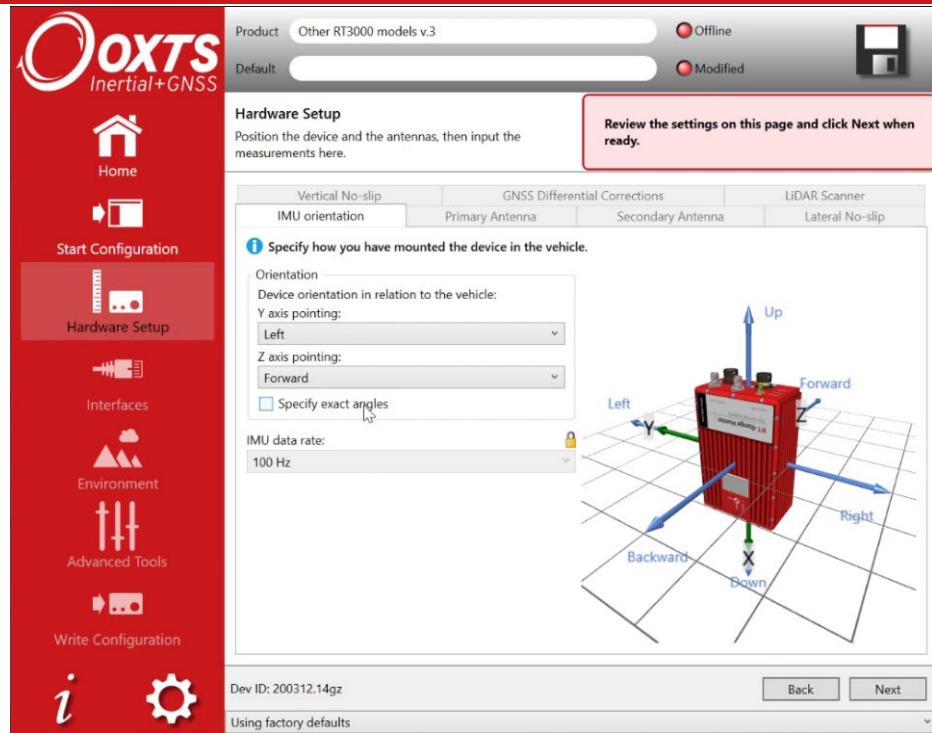 OXTS
Inertial+GNSS
Product Other RT3000 models v.3 Offline
Default Modified
Home
Start Configuration
Hardware Setup
Interfaces
Environment
Advanced Tools
Write Configuration
Hardware Setup
Position the device and the antennas, then input the
measurements here.
Review the settings on this page and click Next when
ready.
Vertical No-slip GNSS Differential Corrections LiDAR Scanner
IMU orientation Primary Antenna Secondary Antenna Lateral No-slip
Specify how you have mounted the device in the vehicle.
Orientation
Device orientation in relation to the vehicle:
Y axis pointing:
Left
Z axis pointing:
Forward
Specify exact angles
IMU data rate:
100 Hz
Up
Forward
Z
Left
Y
RT-Range Hunter
Right
Backward
X
Down
Dev ID: 200312.14gz
Back Next
Using factory defaults